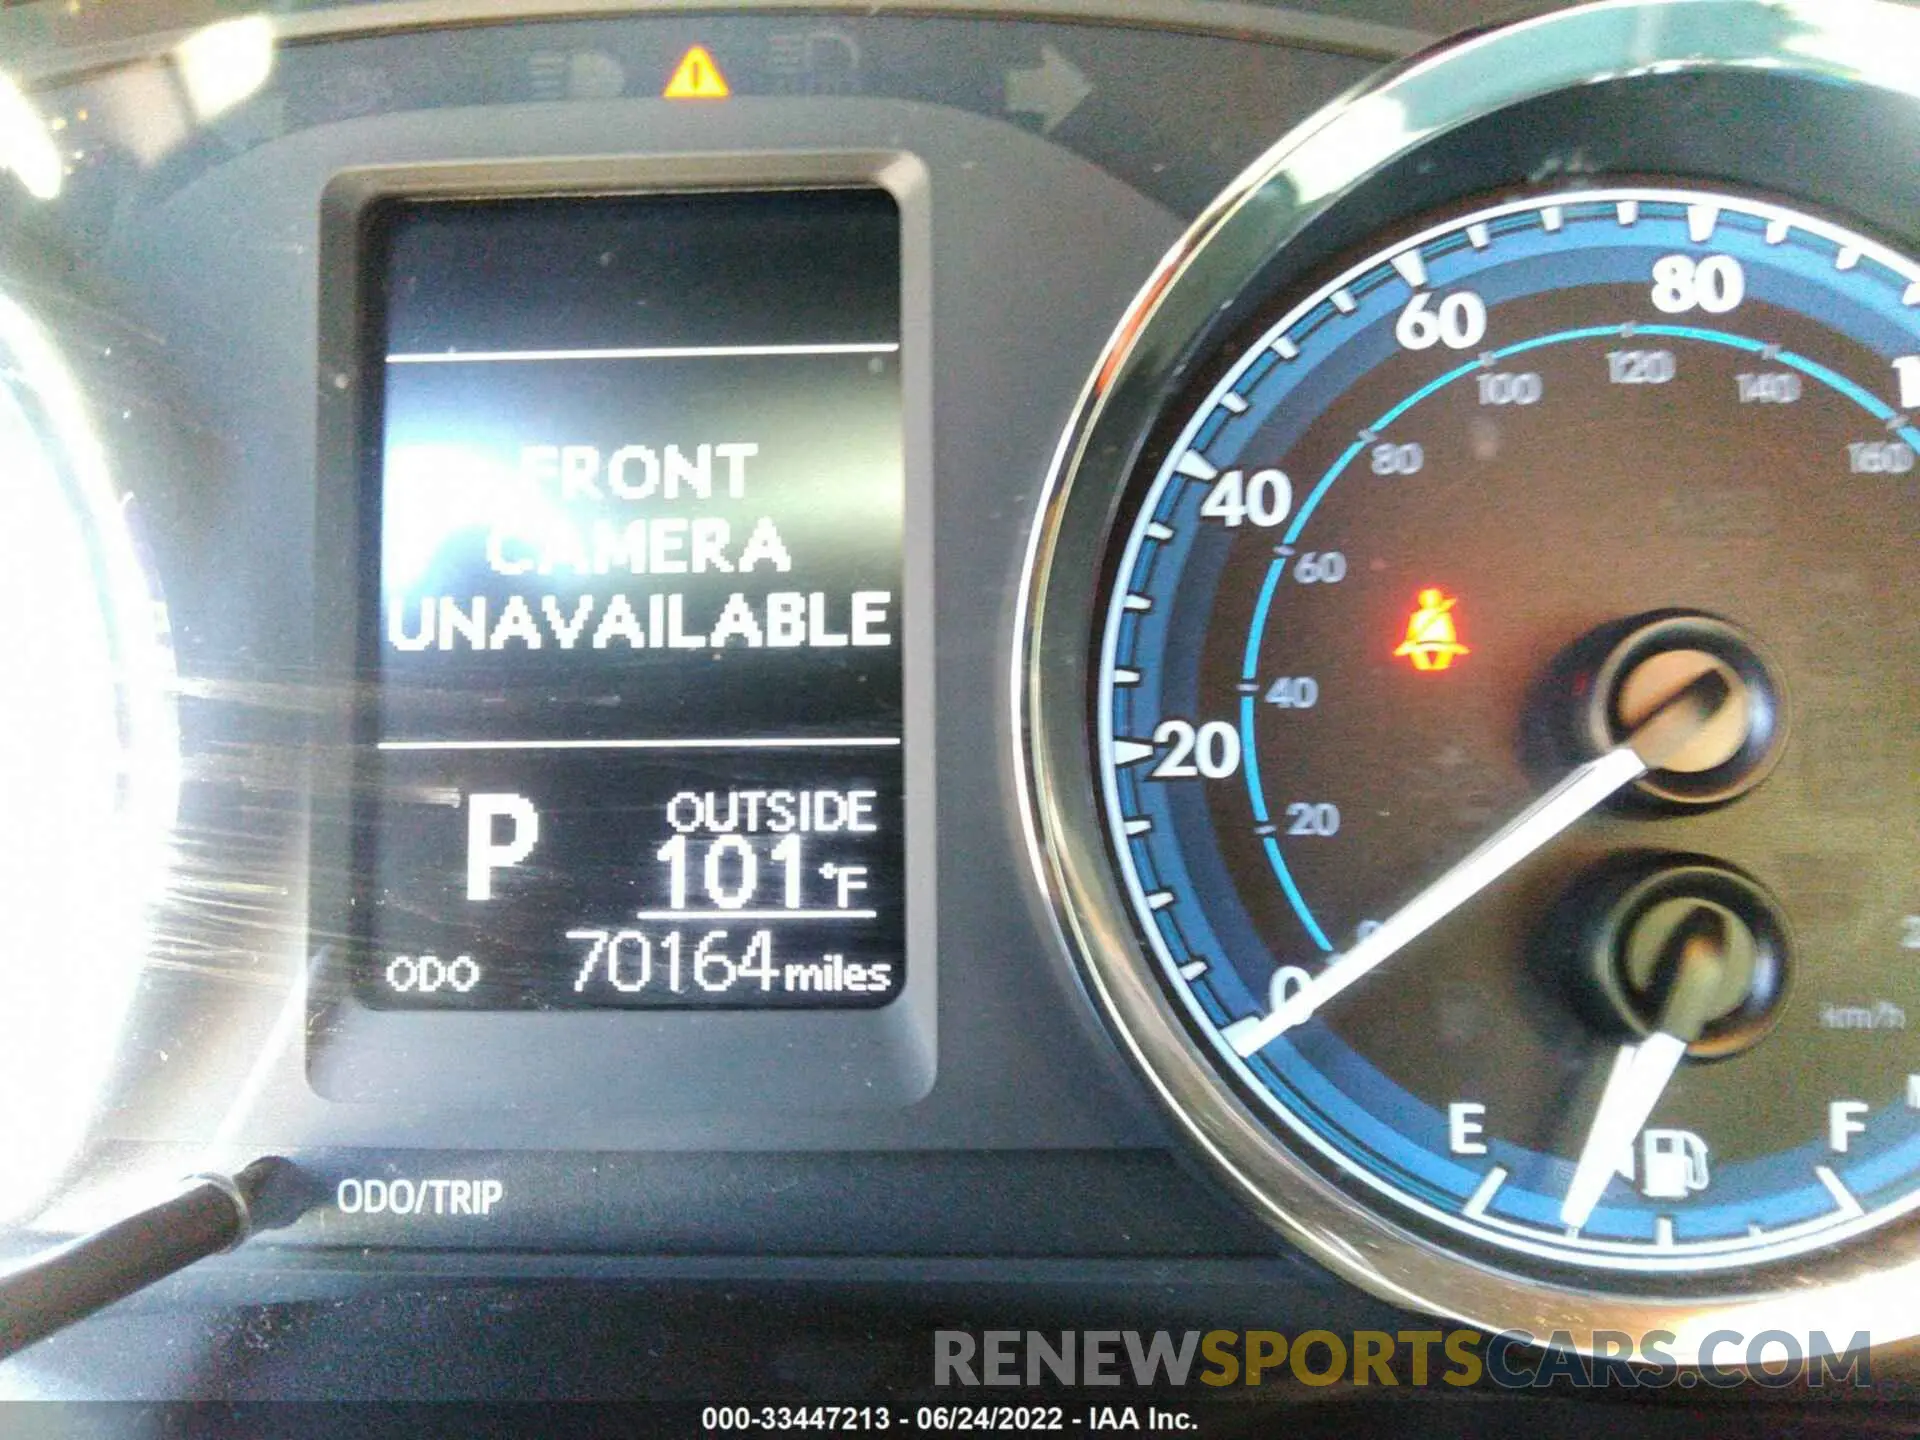 FRONT
CAMERA
UNAVAILABLE
P
OUTSIDE
101°F
ODO 70164 miles
ODO/TRIP
0
20
40
60
80
20
40
60
80
100
120
140
160
km/h
E
F
RENEWSPORTSCARS.COM
000-33447213 - 06/24/2022 - IAA Inc.